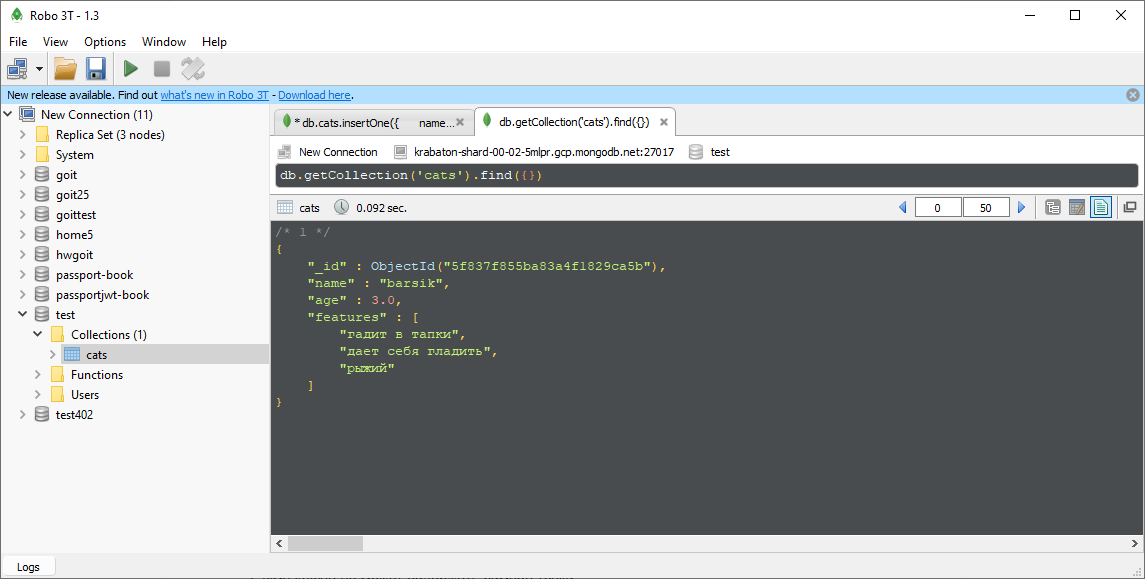 Robo 3T - 1.3
File View Options Window Help
New release available. Find out what's new in Robo 3T - Download here.
New Connection (11)
Replica Set (3 nodes)
System
goit
goit25
goittest
home5
hwgoit
passport-book
passportjwt-book
test
Collections (1)
cats
Functions
Users
test402
* db.cats.insertOne({ name...
db.getCollection('cats').find({})
New Connection krabaton-shard-00-02-5mlpr.gcp.mongodb.net:27017 test
db.getCollection('cats').find({})
cats 0.092 sec. 0 50
/* 1 */
{
"_id" : ObjectId("5f837f855ba83a4f1829ca5b"),
"name" : "barsik",
"age" : 3.0,
"features" : [
"гадит в тапки",
"дает себя гладить",
"рыжий"
]
}
Logs